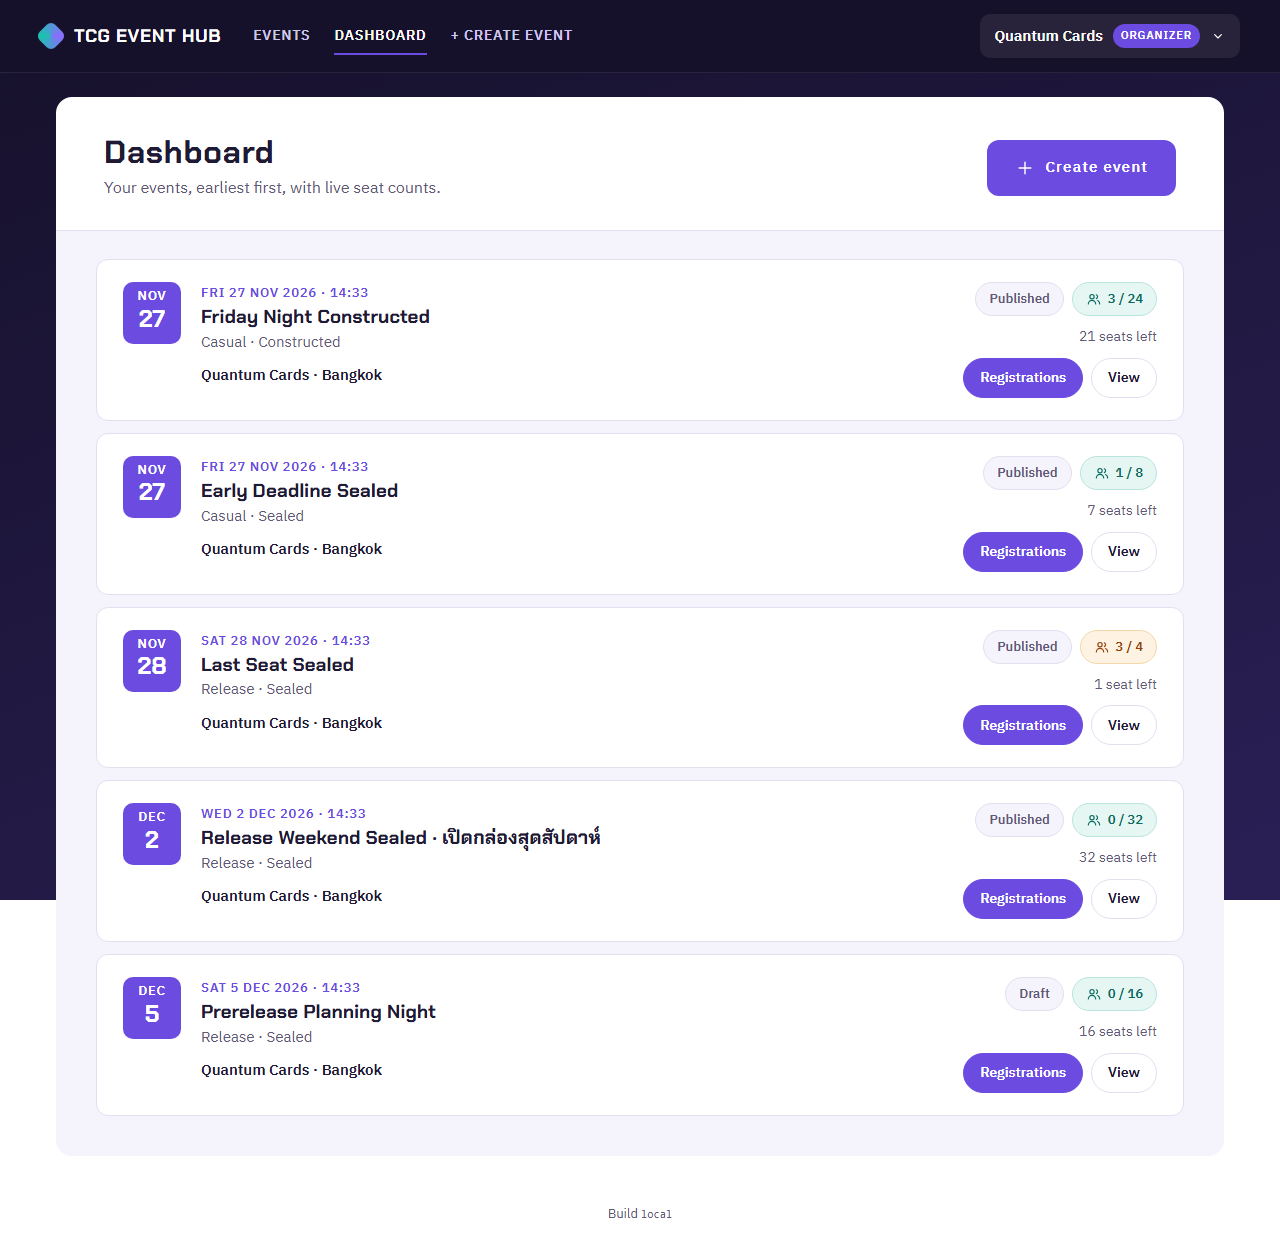 TCG EVENT HUB
EVENTS
DASHBOARD
+ CREATE EVENT
Quantum Cards
ORGANIZER
Dashboard
Your events, earliest first, with live seat counts.
Create event
NOV
27
FRI 27 NOV 2026 · 14:33
Friday Night Constructed
Casual · Constructed
Quantum Cards · Bangkok
Published
3 / 24
21 seats left
Registrations
View
NOV
27
FRI 27 NOV 2026 · 14:33
Early Deadline Sealed
Casual · Sealed
Quantum Cards · Bangkok
Published
1 / 8
7 seats left
Registrations
View
NOV
28
SAT 28 NOV 2026 · 14:33
Last Seat Sealed
Release · Sealed
Quantum Cards · Bangkok
Published
3 / 4
1 seat left
Registrations
View
DEC
2
WED 2 DEC 2026 · 14:33
Release Weekend Sealed · เปิดกล่องสุดสัปดาห์
Release · Sealed
Quantum Cards · Bangkok
Published
0 / 32
32 seats left
Registrations
View
DEC
5
SAT 5 DEC 2026 · 14:33
Prerelease Planning Night
Release · Sealed
Quantum Cards · Bangkok
Draft
0 / 16
16 seats left
Registrations
View
Build local